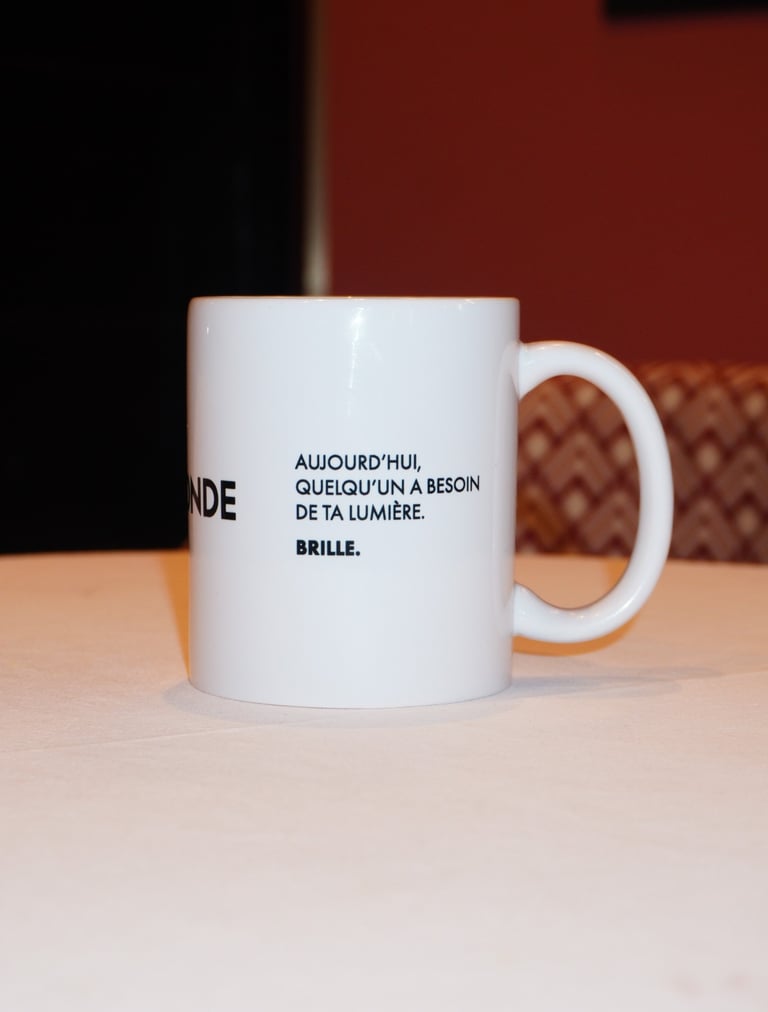 AUJOURD'HUI,
QUELQU'UN A BESOIN
DE TA LUMIÈRE.
BRILLE.